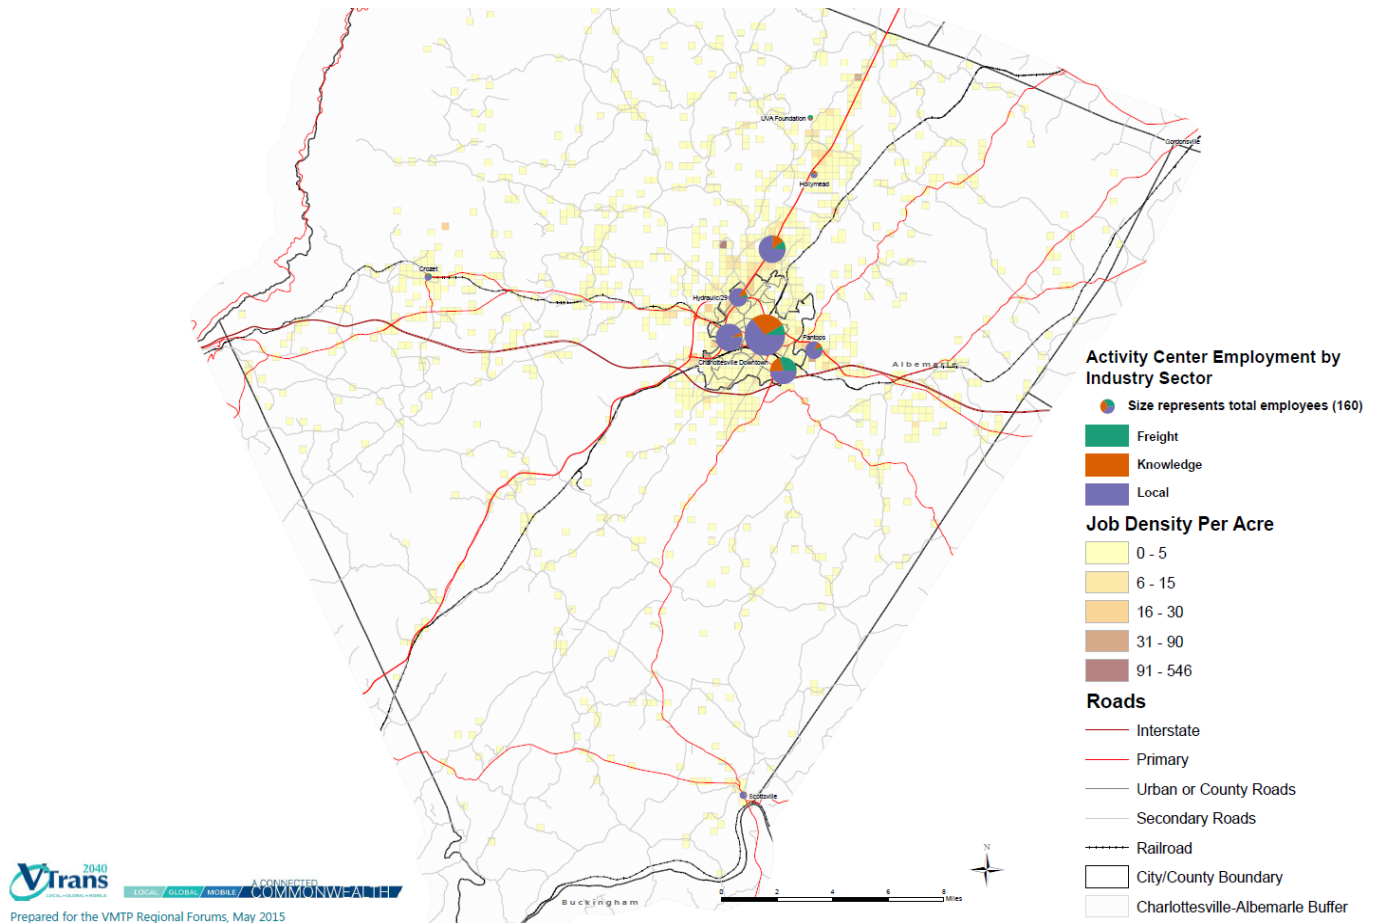 UVA Foundation
Hollymead
Gordonsville
Crozet
Hydraulic/29
Pantops
Charlottesville Downtown
Albemarle
Scottsville
Buckingham
Activity Center Employment by
Industry Sector
Size represents total employees (160)
Freight
Knowledge
Local
Job Density Per Acre
0 - 5
6 - 15
16 - 30
31 - 90
91 - 546
Roads
Interstate
Primary
Urban or County Roads
Secondary Roads
Railroad
City/County Boundary
Charlottesville-Albemarle Buffer
N
0 2 4 6 8
Miles
2040
VTrans
LOCAL • GLOBAL • MOBILE
LOCAL GLOBAL MOBILE
A CONNECTED
COMMONWEALTH
Prepared for the VMTP Regional Forums, May 2015